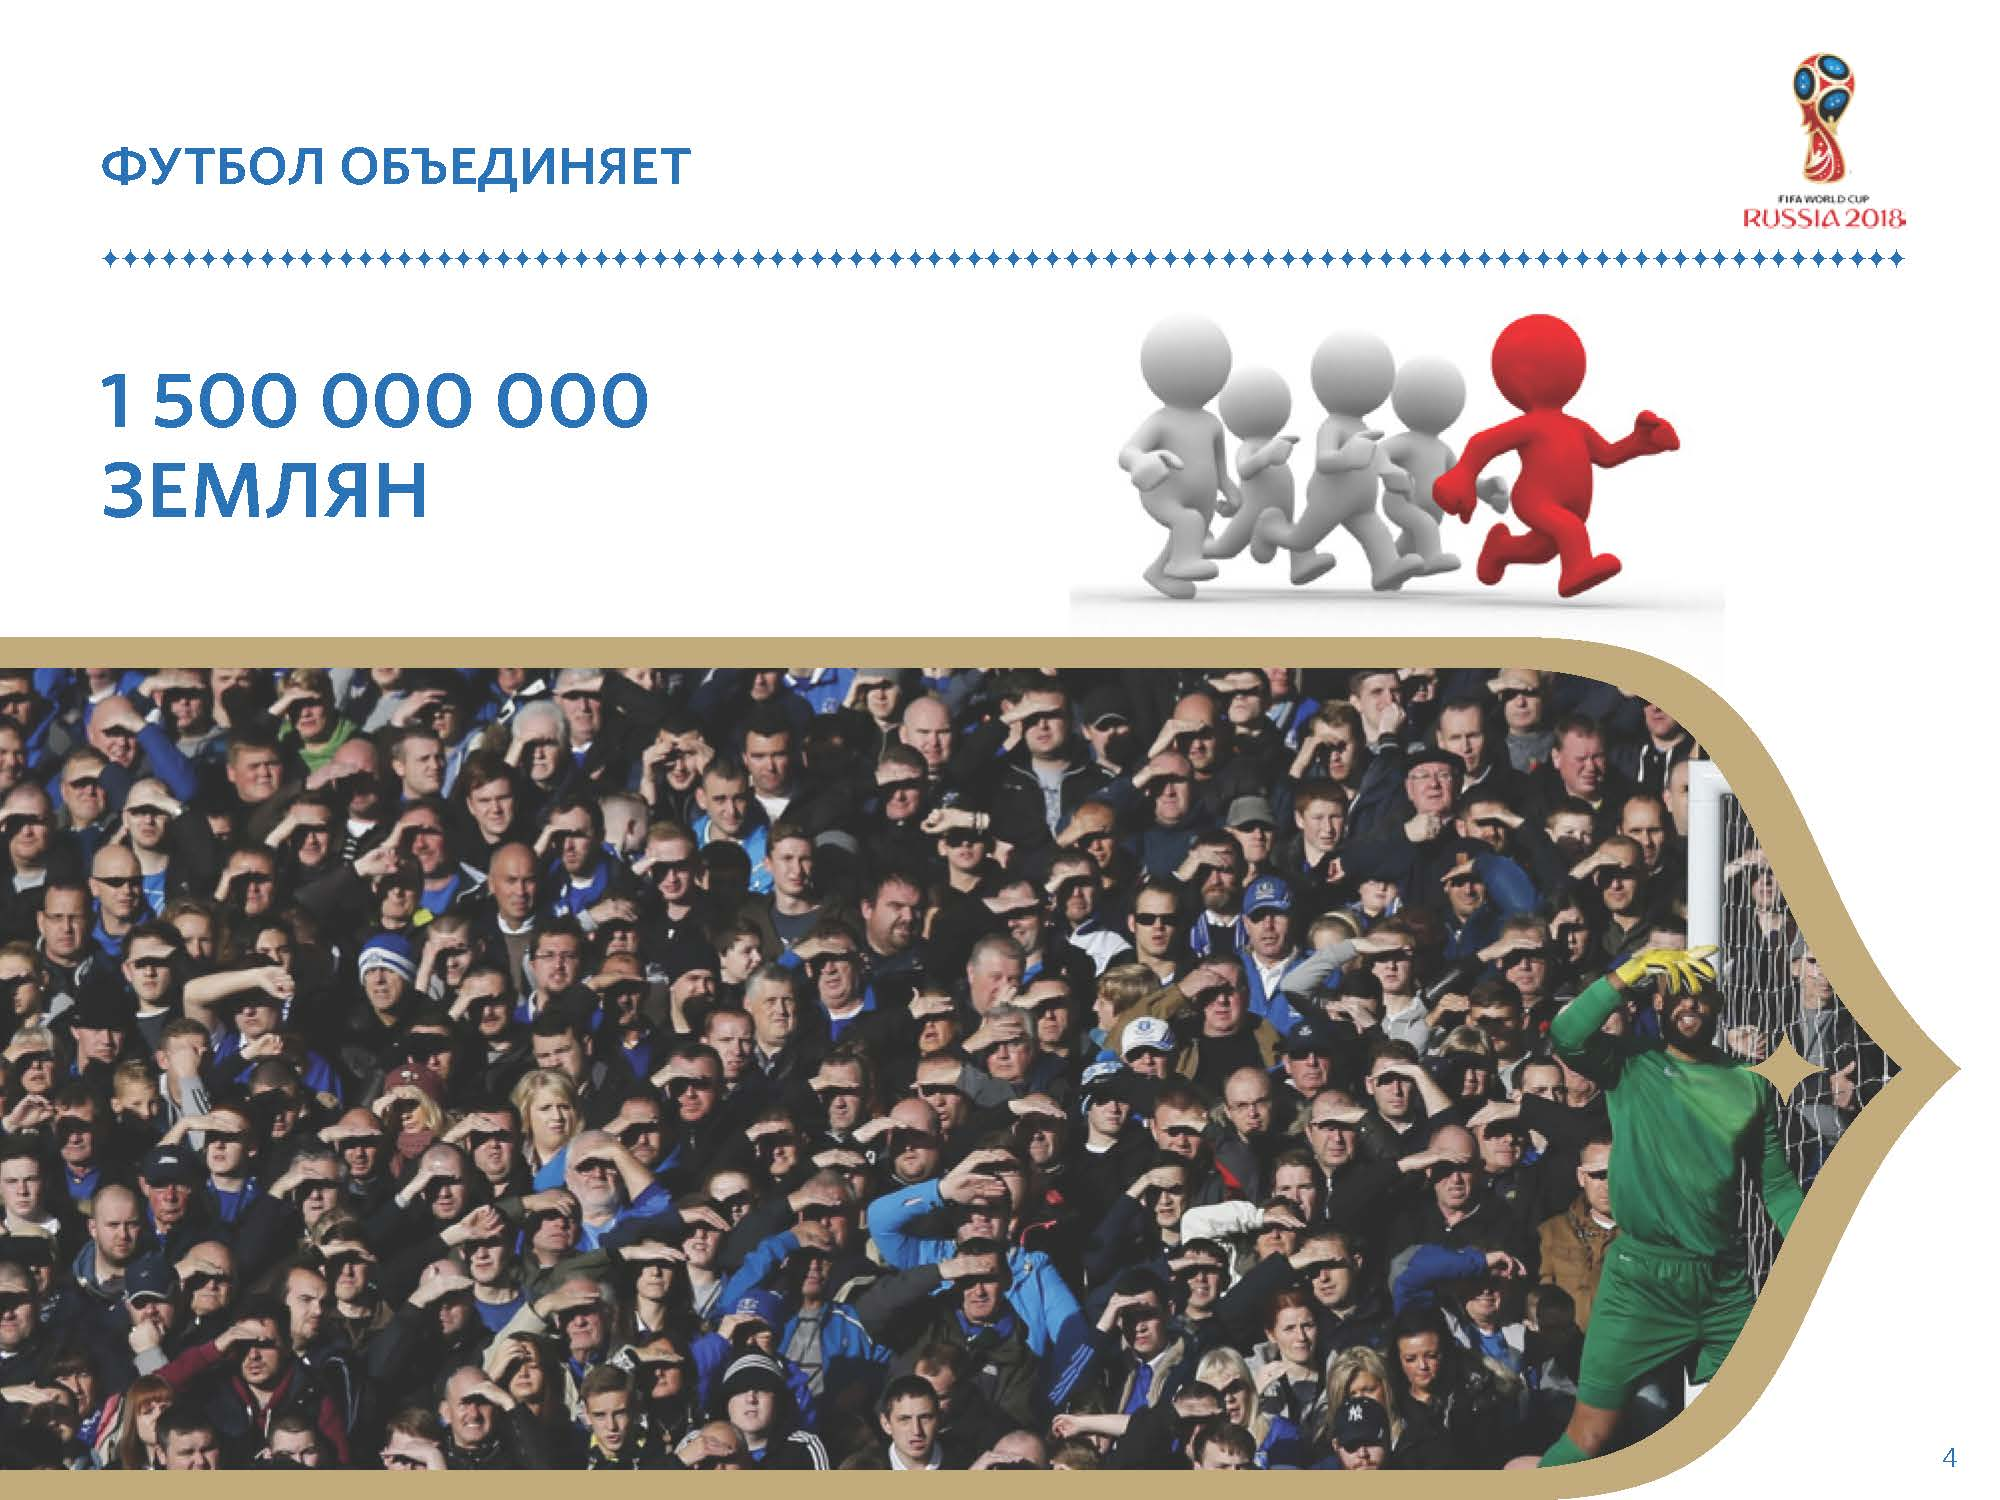 ФУТБОЛ ОБЪЕДИНЯЕТ
FIFA WORLD CUP
RUSSIA 2018
1 500 000 000
ЗЕМЛЯН
4